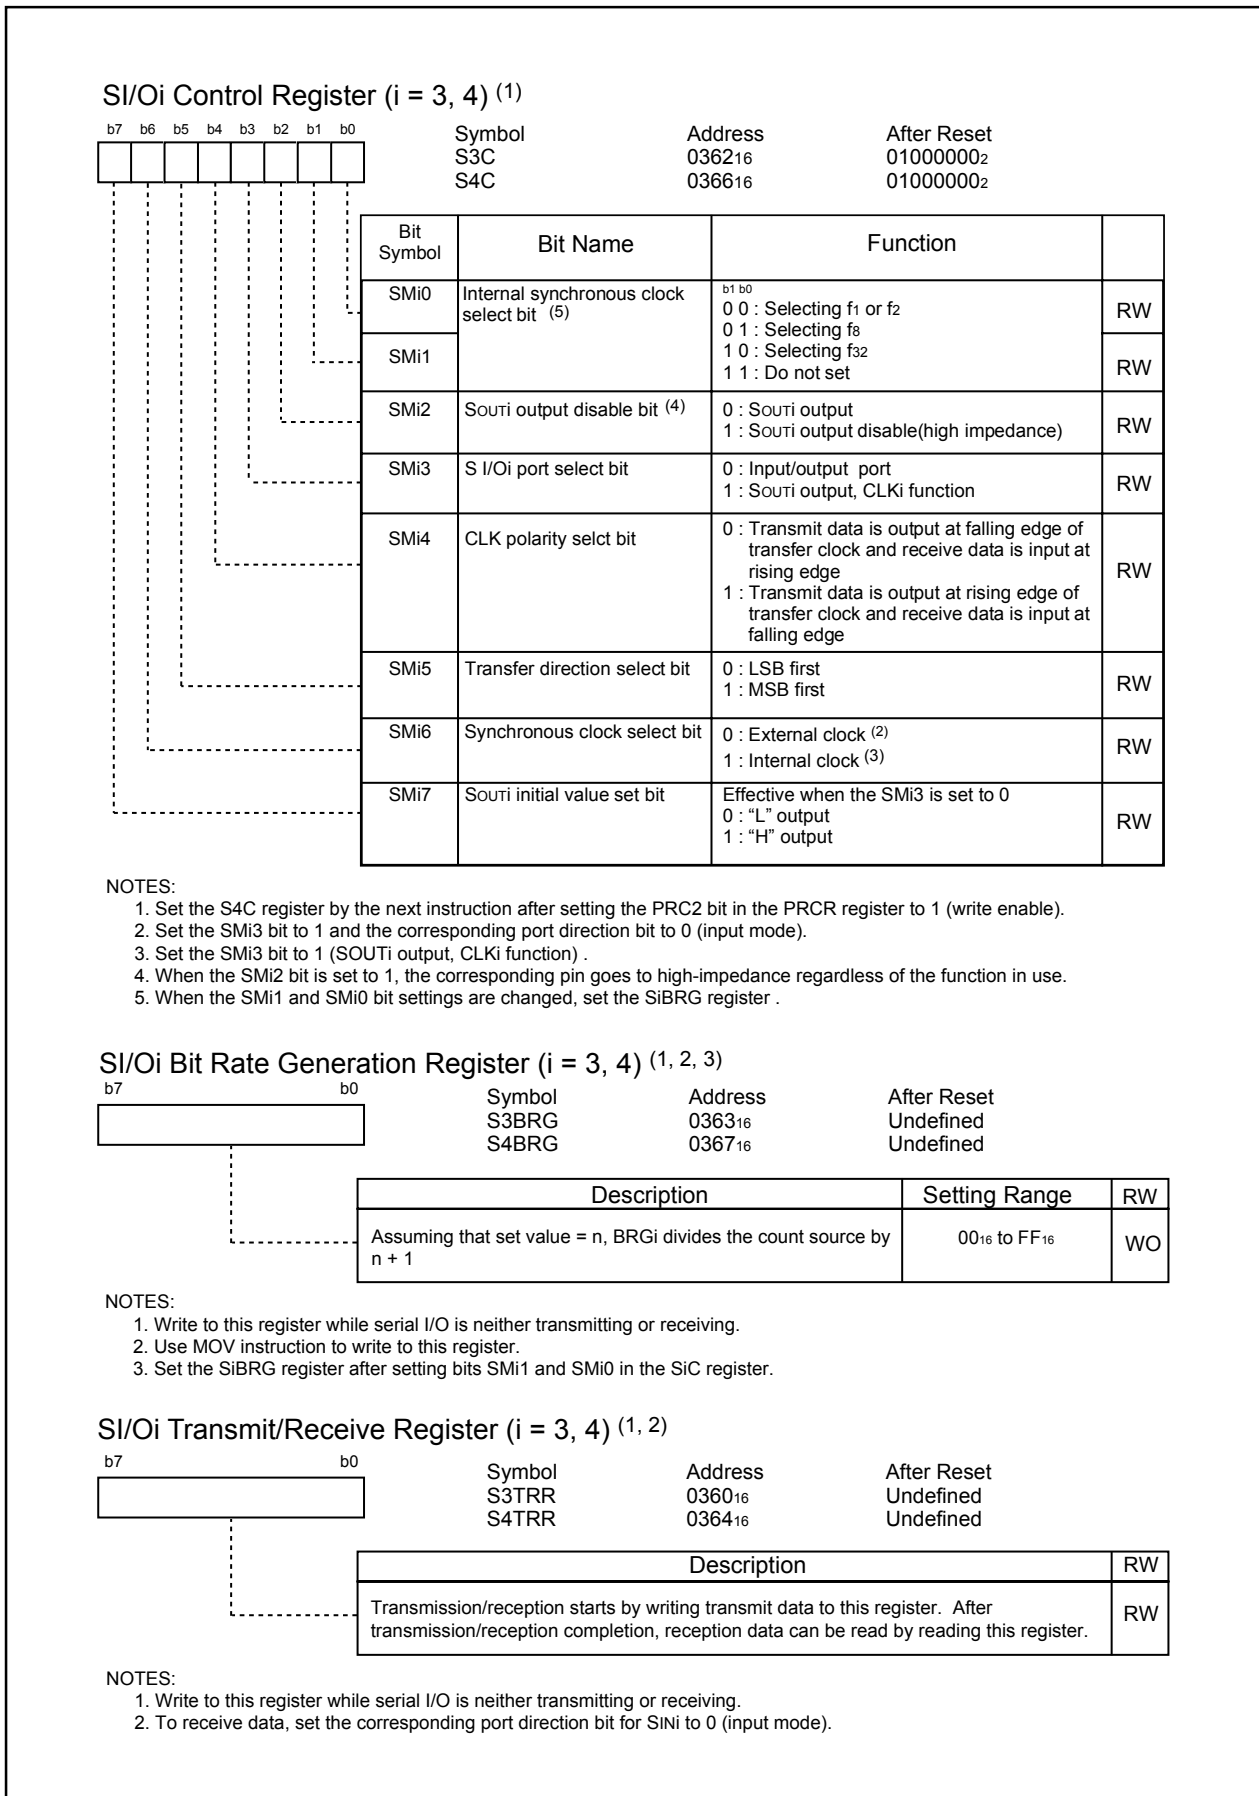 SI/Oi Control Register (i = 3, 4) (1)
b7 b6 b5 b4 b3 b2 b1 b0
Symbol Address After Reset
S3C 036216 010000002
S4C 036616 010000002
Bit Symbol Bit Name Function
SMi0 Internal synchronous clock select bit (5) b1 b0
0 0 : Selecting f1 or f2 RW
0 1 : Selecting f8
SMi1 1 0 : Selecting f32
1 1 : Do not set RW
SMi2 SOUTi output disable bit (4) 0 : SOUTi output
1 : SOUTi output disable(high impedance) RW
SMi3 S I/Oi port select bit 0 : Input/output port
1 : SOUTi output, CLKi function RW
SMi4 CLK polarity selct bit 0 : Transmit data is output at falling edge of
transfer clock and receive data is input at
rising edge RW
1 : Transmit data is output at rising edge of
transfer clock and receive data is input at
falling edge
SMi5 Transfer direction select bit 0 : LSB first
1 : MSB first RW
SMi6 Synchronous clock select bit 0 : External clock (2)
1 : Internal clock (3) RW
SMi7 SOUTi initial value set bit Effective when the SMi3 is set to 0
0 : “L” output
1 : “H” output RW
NOTES:
1. Set the S4C register by the next instruction after setting the PRC2 bit in the PRCR register to 1 (write enable).
2. Set the SMi3 bit to 1 and the corresponding port direction bit to 0 (input mode).
3. Set the SMi3 bit to 1 (SOUTi output, CLKi function) .
4. When the SMi2 bit is set to 1, the corresponding pin goes to high-impedance regardless of the function in use.
5. When the SMi1 and SMi0 bit settings are changed, set the SiBRG register .
SI/Oi Bit Rate Generation Register (i = 3, 4) (1, 2, 3)
b7 b0
Symbol Address After Reset
S3BRG 036316 Undefined
S4BRG 036716 Undefined
Description Setting Range RW
Assuming that set value = n, BRGi divides the count source by 0016 to FF16 WO
n + 1
NOTES:
1. Write to this register while serial I/O is neither transmitting or receiving.
2. Use MOV instruction to write to this register.
3. Set the SiBRG register after setting bits SMi1 and SMi0 in the SiC register.
SI/Oi Transmit/Receive Register (i = 3, 4) (1, 2)
b7 b0
Symbol Address After Reset
S3TRR 036016 Undefined
S4TRR 036416 Undefined
Description RW
Transmission/reception starts by writing transmit data to this register. After RW
transmission/reception completion, reception data can be read by reading this register.
NOTES:
1. Write to this register while serial I/O is neither transmitting or receiving.
2. To receive data, set the corresponding port direction bit for SINi to 0 (input mode).